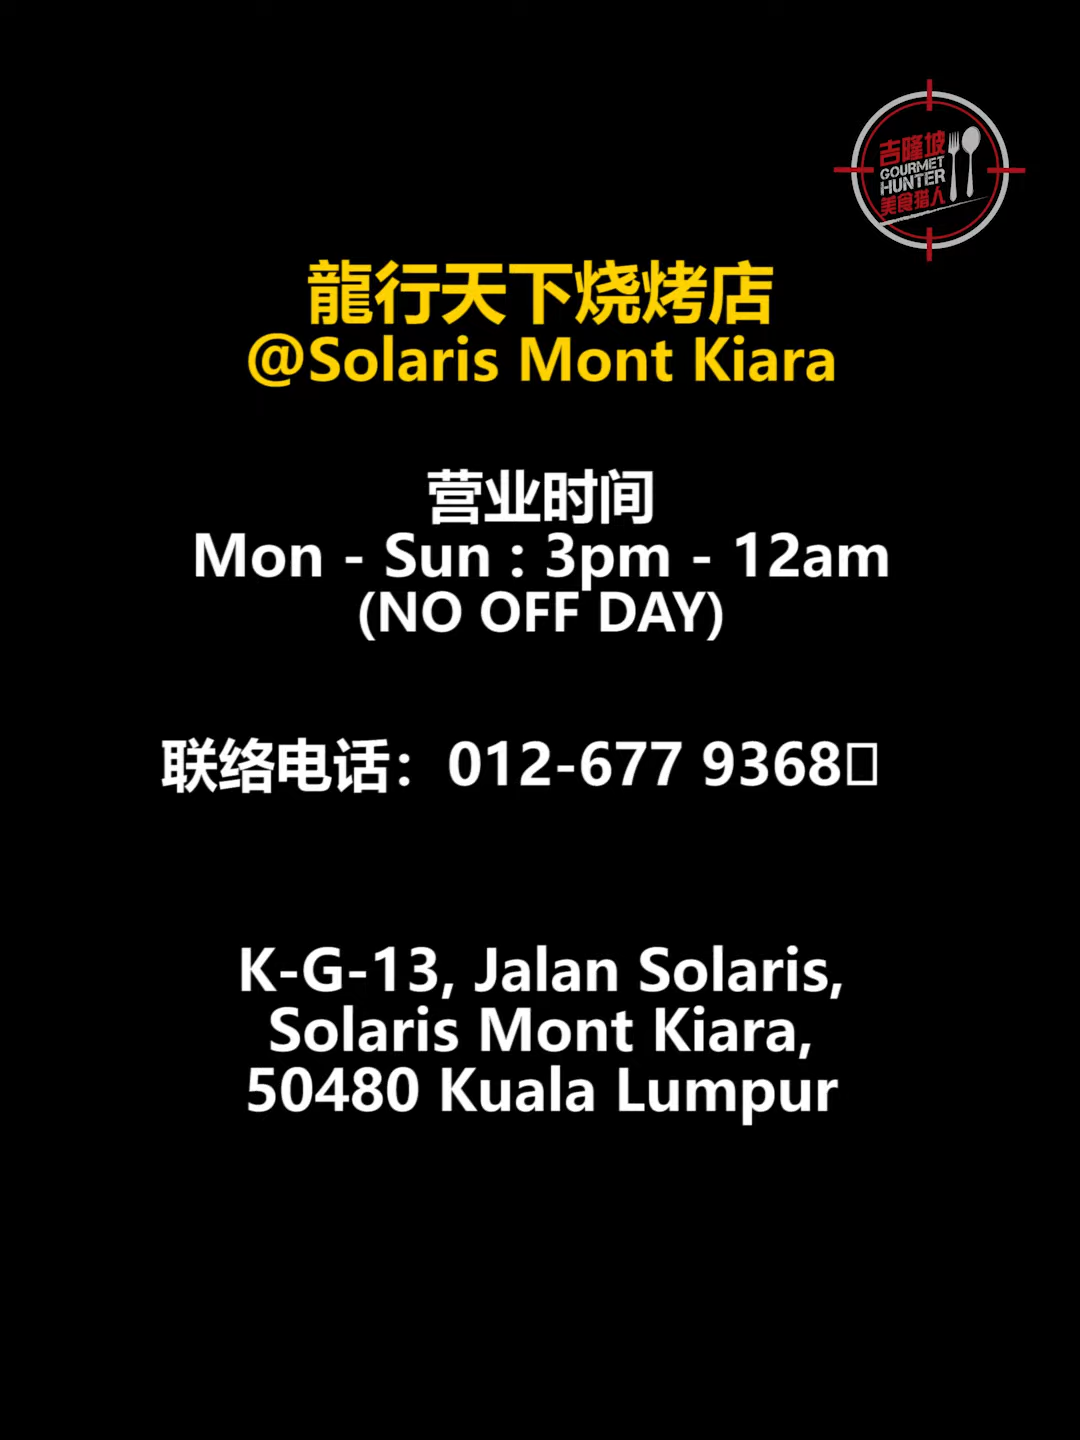 吉隆坡
GOURMET
HUNTER
美食猎人
龍行天下烧烤店
@Solaris Mont Kiara
营业时间
Mon - Sun : 3pm - 12am
(NO OFF DAY)
联络电话：012-677 9368
K-G-13, Jalan Solaris,
Solaris Mont Kiara,
50480 Kuala Lumpur